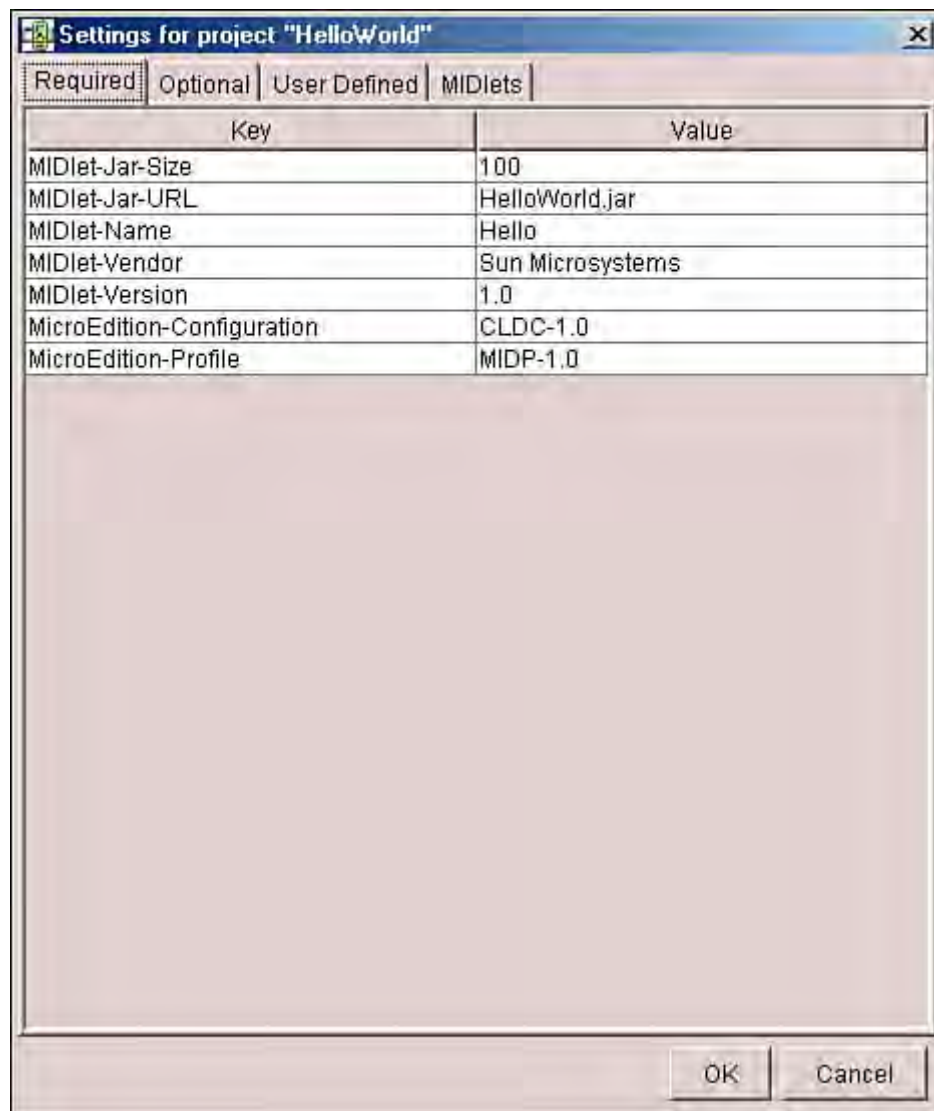 Settings for project "HelloWorld"
Required Optional User Defined MIDlets
Key Value
MIDlet-Jar-Size 100
MIDlet-Jar-URL HelloWorld.jar
MIDlet-Name Hello
MIDlet-Vendor Sun Microsystems
MIDlet-Version 1.0
MicroEdition-Configuration CLDC-1.0
MicroEdition-Profile MIDP-1.0
OK Cancel